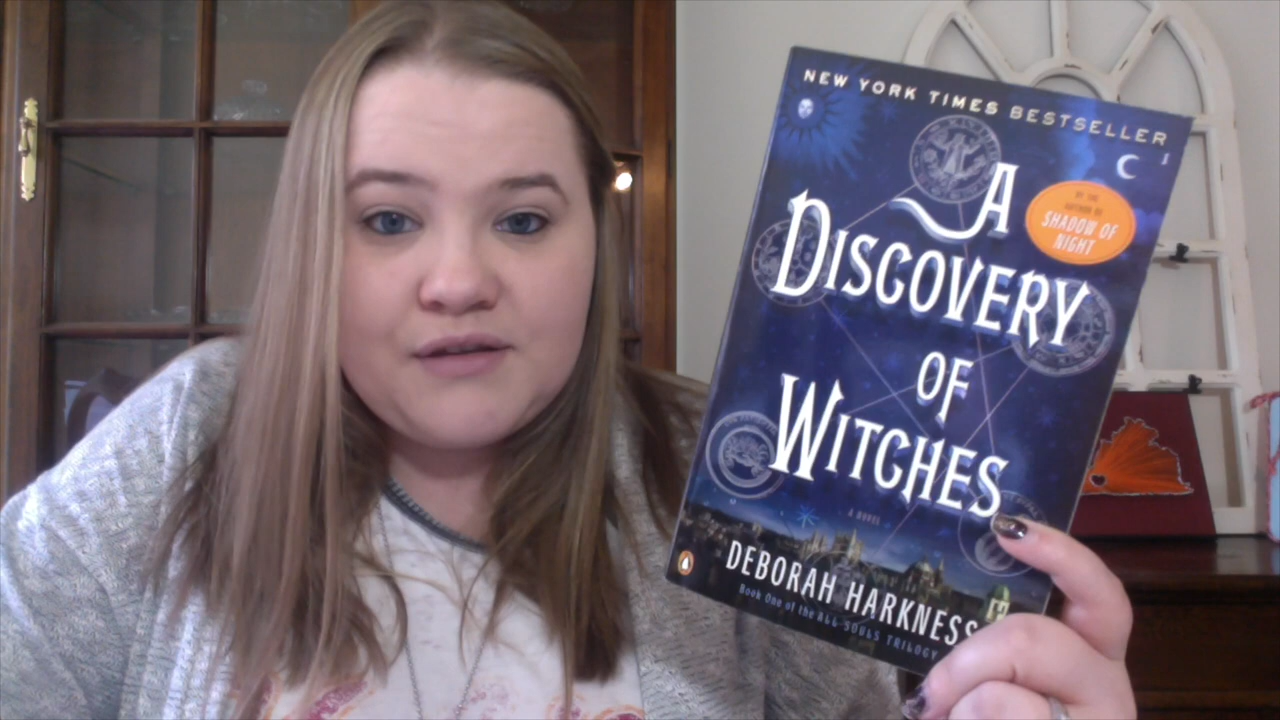 NEW YORK TIMES BESTSELLER
I
A
BY THE
AUTHOR OF
SHADOW OF
NIGHT
DISCOVERY
OF
WITCHES
A NOVEL
DEBORAH HARKNESS
Book One of the ALL SOULS TRILOGY